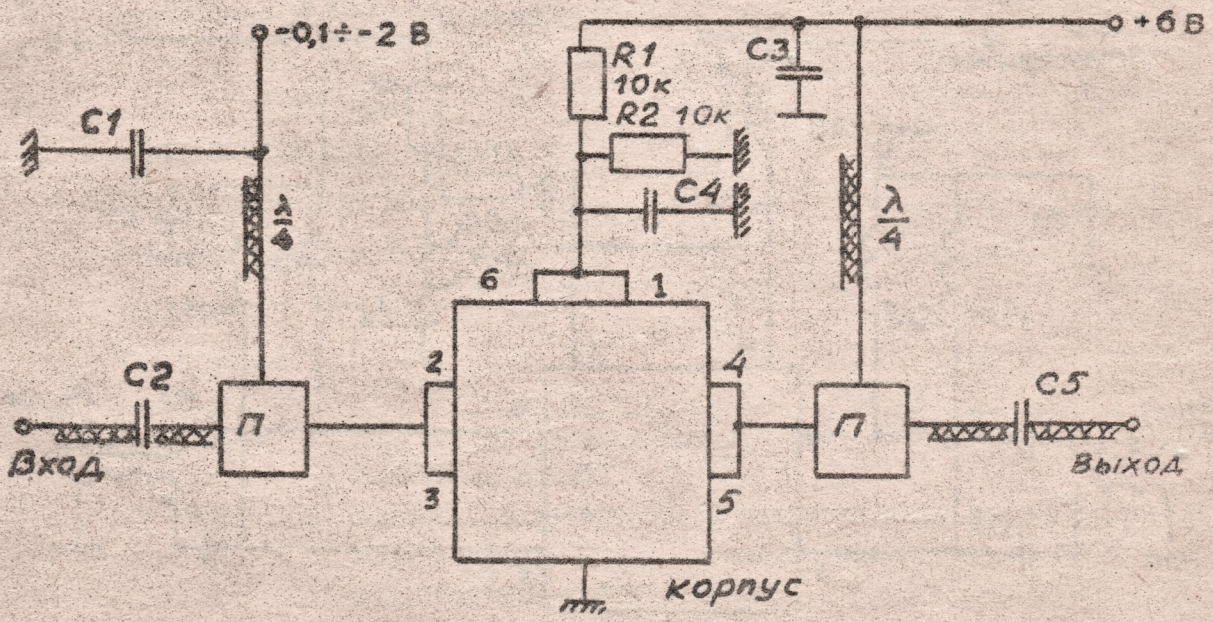 -0,1÷-2 В
+6 В
C1
R1
10к
R2 10к
C3
C4
λ/4
λ/4
6
1
2
4
C2
П
П
C5
Вход
Выход
3
5
корпус